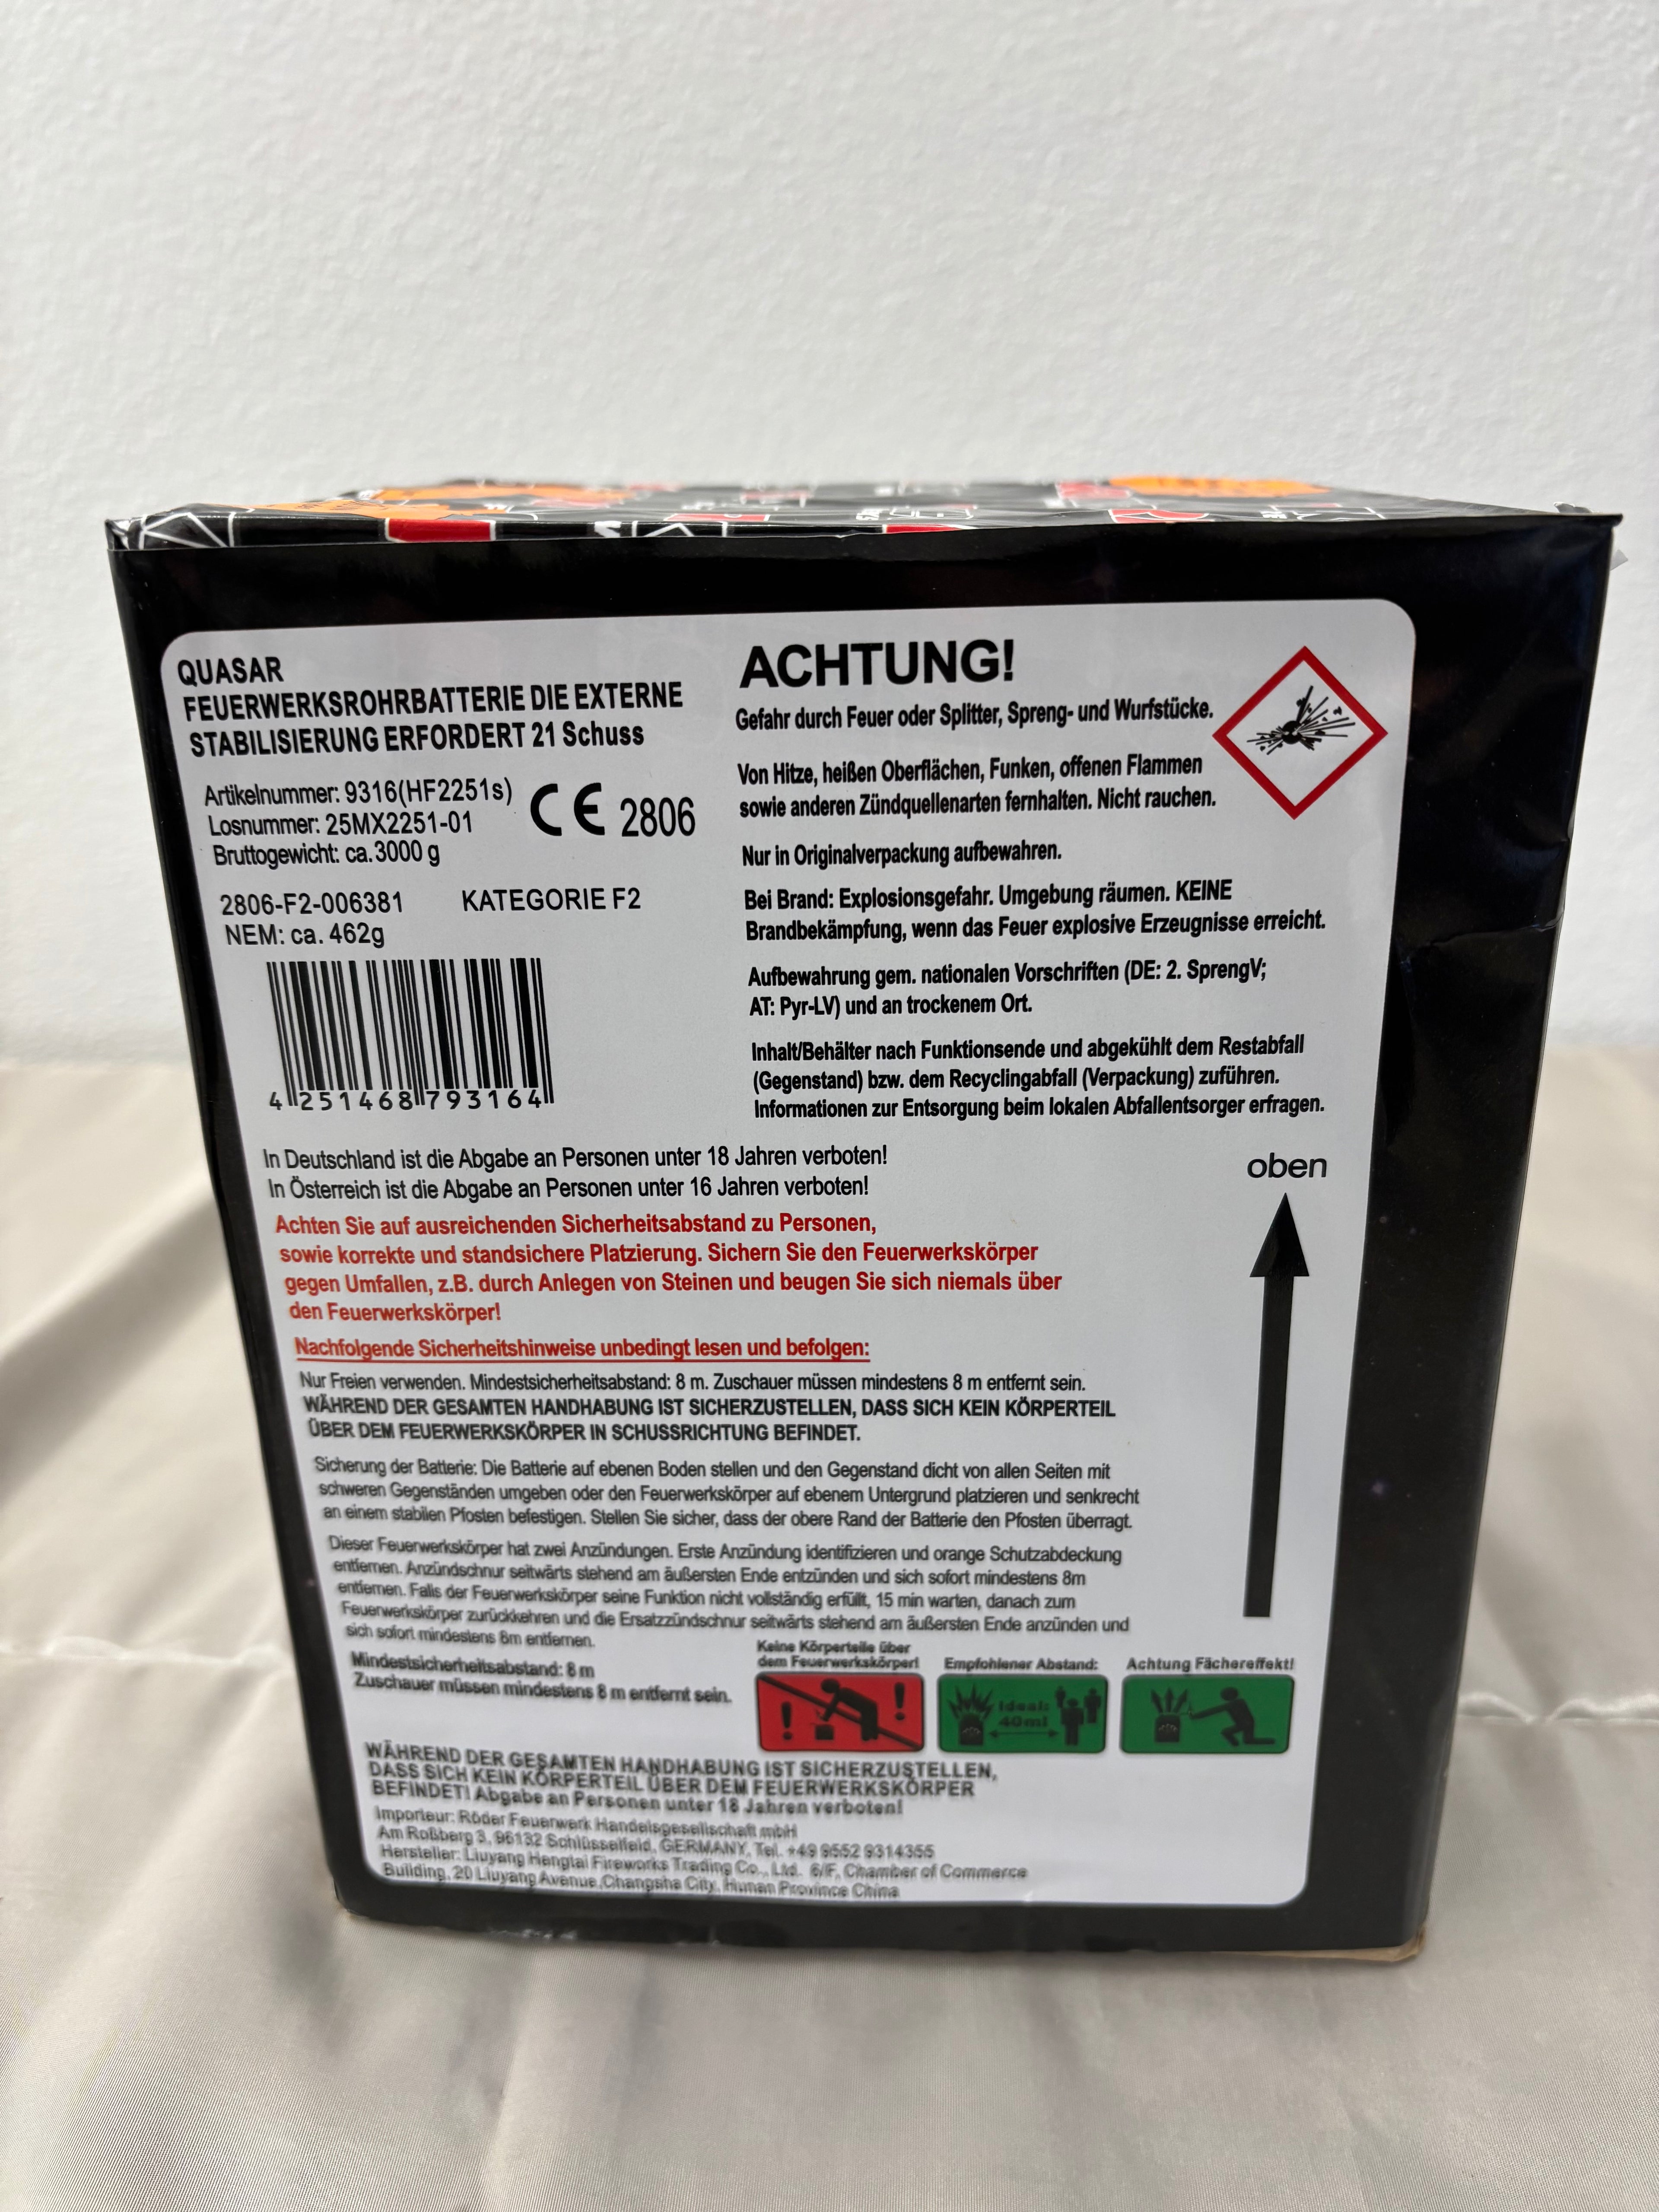 QUASAR
FEUERWERKSROHRBATTERIE DIE EXTERNE
STABILISIERUNG ERFORDERT 21 Schuss
Artikelnummer: 9316(HF2251s)
Losnummer: 25MX2251-01
Bruttogewicht: ca.3000 g
CE 2806
2806-F2-006381 KATEGORIE F2
NEM: ca. 462g
4 251468 793164
ACHTUNG!
Gefahr durch Feuer oder Splitter, Spreng- und Wurfstücke.
Von Hitze, heißen Oberflächen, Funken, offenen Flammen
sowie anderen Zündquellenarten fernhalten. Nicht rauchen.
Nur in Originalverpackung aufbewahren.
Bei Brand: Explosionsgefahr. Umgebung räumen. KEINE
Brandbekämpfung, wenn das Feuer explosive Erzeugnisse erreicht.
Aufbewahrung gem. nationalen Vorschriften (DE: 2. SprengV;
AT: Pyr-LV) und an trockenem Ort.
Inhalt/Behälter nach Funktionsende und abgekühlt dem Restabfall
(Gegenstand) bzw. dem Recyclingabfall (Verpackung) zuführen.
Informationen zur Entsorgung beim lokalen Abfallentsorger erfragen.
In Deutschland ist die Abgabe an Personen unter 18 Jahren verboten!
In Österreich ist die Abgabe an Personen unter 16 Jahren verboten!
oben
Achten Sie auf ausreichenden Sicherheitsabstand zu Personen,
sowie korrekte und standsichere Platzierung. Sichern Sie den Feuerwerkskörper
gegen Umfallen, z.B. durch Anlegen von Steinen und beugen Sie sich niemals über
den Feuerwerkskörper!
Nachfolgende Sicherheitshinweise unbedingt lesen und befolgen:
Nur Freien verwenden. Mindestsicherheitsabstand: 8 m. Zuschauer müssen mindestens 8 m entfernt sein.
WÄHREND DER GESAMTEN HANDHABUNG IST SICHERZUSTELLEN, DASS SICH KEIN KÖRPERTEIL
ÜBER DEM FEUERWERKSKÖRPER IN SCHUSSRICHTUNG BEFINDET.
Sicherung der Batterie: Die Batterie auf ebenen Boden stellen und den Gegenstand dicht von allen Seiten mit
schweren Gegenständen umgeben oder den Feuerwerkskörper auf ebenem Untergrund platzieren und senkrecht
an einem stabilen Pfosten befestigen. Stellen Sie sicher, dass der obere Rand der Batterie den Pfosten überragt.
Dieser Feuerwerkskörper hat zwei Anzündungen. Erste Anzündung identifizieren und orange Schutzabdeckung
entfernen. Anzündschnur seitwärts stehend am äußersten Ende entzünden und sich sofort mindestens 8m
entfernen. Falls der Feuerwerkskörper seine Funktion nicht vollständig erfüllt, 15 min warten, danach zum
Feuerwerkskörper zurückkehren und die Ersatzzündschnur seitwärts stehend am äußersten Ende anzünden und
sich sofort mindestens 8m entfernen.
Mindestsicherheitsabstand: 8 m
Zuschauer müssen mindestens 8 m entfernt sein.
Keine Körperteile über
dem Feuerwerkskörper!
Empfohlener Abstand:
Ideal:
40m!
Achtung Fächereffekt!
WÄHREND DER GESAMTEN HANDHABUNG IST SICHERZUSTELLEN,
DASS SICH KEIN KÖRPERTEIL ÜBER DEM FEUERWERKSKÖRPER
BEFINDET! Abgabe an Personen unter 18 Jahren verboten!
Importeur: Röder Feuerwerk Handelsgesellschaft mbH
Am Roßberg 3, 96132 Schlüsselfeld, GERMANY, Tel. +49 9552 9314355
Hersteller: Liuyang Hengtai Fireworks Trading Co., Ltd. 6/F, Chamber of Commerce
Building, 20 Liuyang Avenue,Changsha City, Hunan Province China